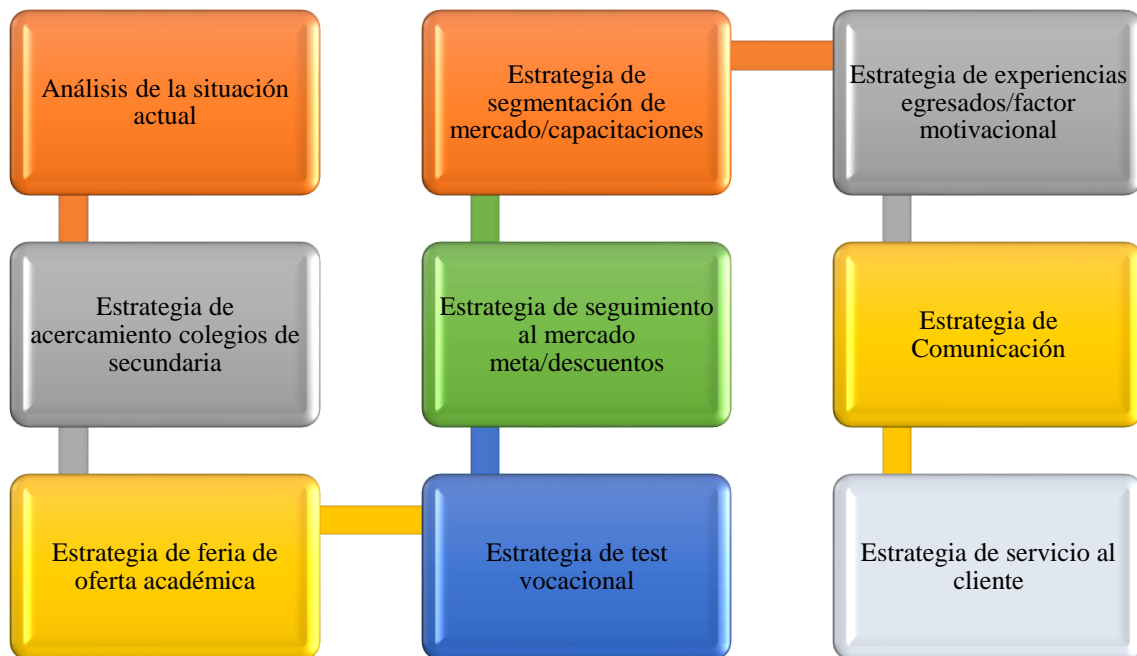 Análisis de la situación
actual
Estrategia de
acercamiento colegios de
secundaria
Estrategia de feria de
oferta académica
Estrategia de test
vocacional
Estrategia de seguimiento
al mercado
meta/descuentos
Estrategia de
segmentación de
mercado/capacitaciones
Estrategia de experiencias
egresados/factor
motivacional
Estrategia de
Comunicación
Estrategia de servicio al
cliente